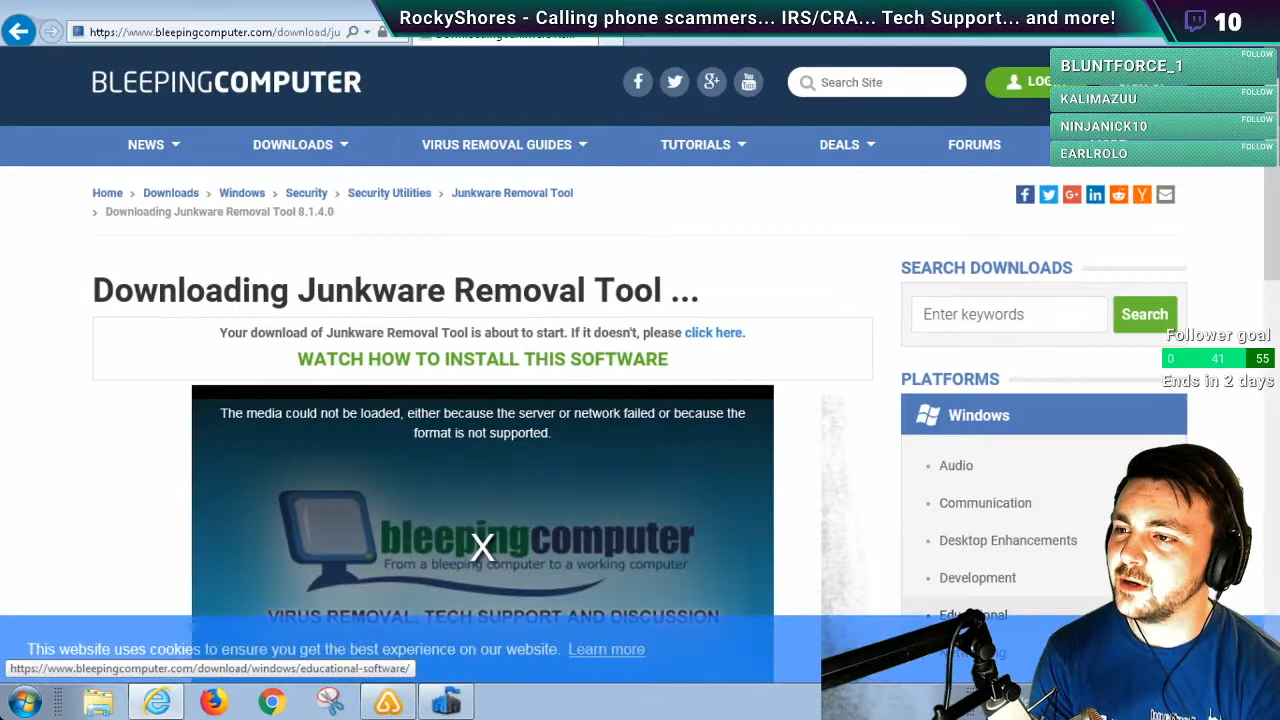 RockyShores - Calling phone scammers... IRS/CRA... Tech Support... and more!
10
https://www.bleepingcomputer.com/download/ju
BLEEPINGCOMPUTER
Search Site
LOG
FOLLOW
BLUNTFORCE_1
FOLLOW
KALIMAZUU
FOLLOW
NINJANICK10
FOLLOW
EARLROLO
NEWS
DOWNLOADS
VIRUS REMOVAL GUIDES
TUTORIALS
DEALS
FORUMS
Home > Downloads > Windows > Security > Security Utilities > Junkware Removal Tool
> Downloading Junkware Removal Tool 8.1.4.0
Downloading Junkware Removal Tool ...
Your download of Junkware Removal Tool is about to start. If it doesn't, please click here.
WATCH HOW TO INSTALL THIS SOFTWARE
The media could not be loaded, either because the server or network failed or because the
format is not supported.
X
bleepingcomputer
From a bleeping computer to a working computer
VIRUS REMOVAL, TECH SUPPORT AND DISCUSSION
SEARCH DOWNLOADS
Enter keywords
Search
Follower goal
0 41 55
Ends in 2 days
PLATFORMS
Windows
Audio
Communication
Desktop Enhancements
Development
Educational
This website uses cookies to ensure you get the best experience on our website. Learn more
https://www.bleepingcomputer.com/download/windows/educational-software/